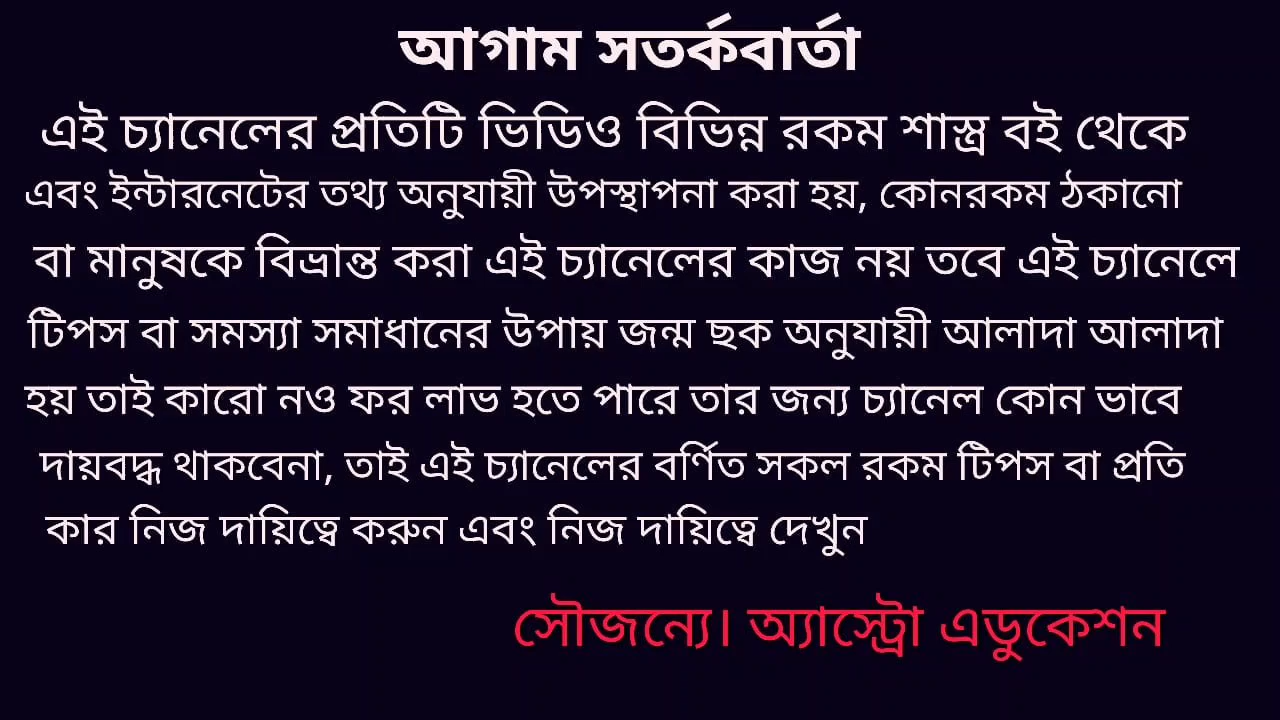 আগাম সতর্কবার্তা
এই চ্যানেলের প্রতিটি ভিডিও বিভিন্ন রকম শাস্ত্র বই থেকে
এবং ইন্টারনেটের তথ্য অনুযায়ী উপস্থাপনা করা হয়, কোনরকম ঠকানো
বা মানুষকে বিভ্রান্ত করা এই চ্যানেলের কাজ নয় তবে এই চ্যানেলে
টিপস বা সমস্যা সমাধানের উপায় জন্ম ছক অনুযায়ী আলাদা আলাদা
হয় তাই কারো নও ফর লাভ হতে পারে তার জন্য চ্যানেল কোন ভাবে
দায়বদ্ধ থাকবেনা, তাই এই চ্যানেলের বর্ণিত সকল রকম টিপস বা প্রতি
কার নিজ দায়িত্বে করুন এবং নিজ দায়িত্বে দেখুন
সৌজন্যে। অ্যাস্ট্রো এডুকেশন